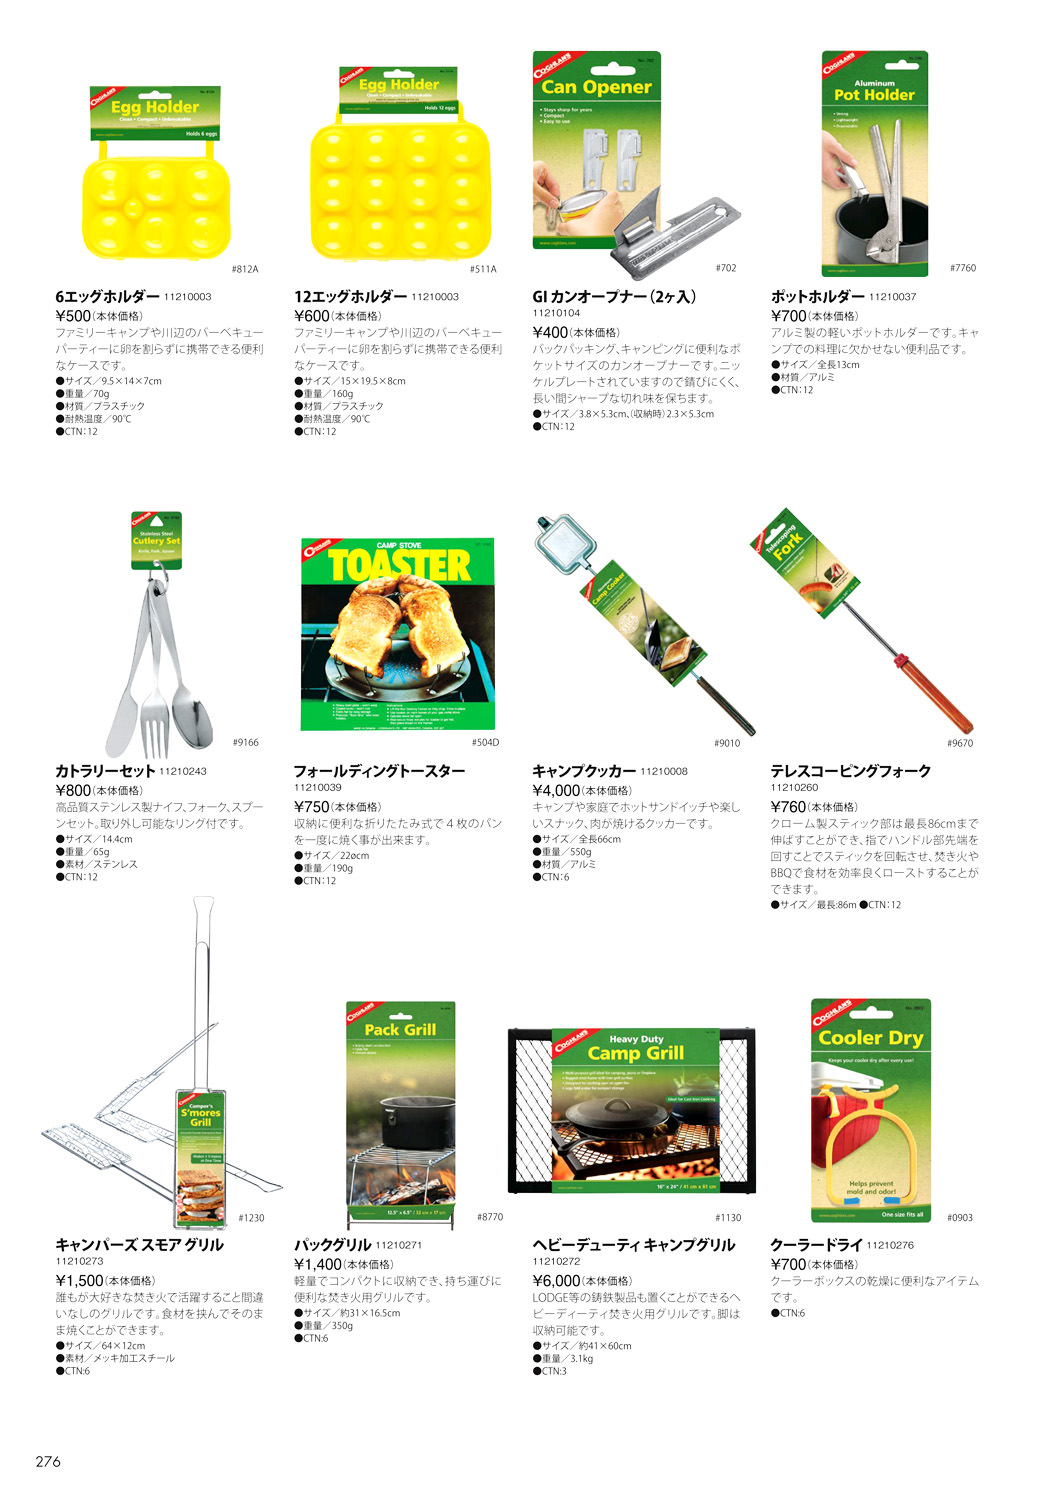 COGHLAN'S
Egg Holder
Clean • Compact • Unbreakable
Holds 6 eggs
#812A
6エッグホルダー 11210003
¥500(本体価格)
ファミリーキャンプや川辺のバーベキュー
パーティーに卵を割らずに携帯できる便利
なケースです。
●サイズ／9.5×14×7cm
●重量／70g
●材質／プラスチック
●耐熱温度／90℃
●CTN：12
COGHLAN'S
Egg Holder
Clean • Compact • Unbreakable
Holds 12 eggs
#511A
12エッグホルダー 11210003
¥600(本体価格)
ファミリーキャンプや川辺のバーベキュー
パーティーに卵を割らずに携帯できる便利
なケースです。
●サイズ／15×19.5×8cm
●重量／160g
●材質／プラスチック
●耐熱温度／90℃
●CTN：12
COGHLAN'S
No. 702
Can Opener
• Stays sharp for years
• Compact
• Easy to use
www.coghlans.com
#702
GI カンオープナー（2ヶ入）
11210104
¥400(本体価格)
バックパッキング、キャンピングに便利なポ
ケットサイズのカンオープナーです。ニッ
ケルプレートされていますので錆びにくく、
長い間シャープな切れ味を保ちます。
●サイズ／3.8×5.3cm、(収納時)2.3×5.3cm
●CTN：12
COGHLAN'S
Aluminum
Pot Holder
• Strong
• Lightweight
#7760
ポットホルダー 11210037
¥700(本体価格)
アルミ製の軽いポットホルダーです。キャ
ンプでの料理に欠かせない便利品です。
●サイズ／全長13cm
●材質／アルミ
●CTN：12
COGHLAN'S
Stainless Steel
Cutlery Set
Knife, Fork, Spoon
#9166
カトラリーセット 11210243
¥800(本体価格)
高品質ステンレス製ナイフ、フォーク、スプー
ンセット。取り外し可能なリング付です。
●サイズ／14.4cm
●重量／65g
●素材／ステンレス
●CTN：12
COGHLAN'S
CAMP STOVE
TOASTER
#504D
フォールディングトースター
11210039
¥750(本体価格)
収納に便利な折りたたみ式で４枚のパン
を一度に焼く事が出来ます。
●サイズ／22øcm
●重量／190g
●CTN：12
COGHLAN'S
Camp Cooker
#9010
キャンプクッカー 11210008
¥4,000(本体価格)
キャンプや家庭でホットサンドイッチや楽し
いスナック、肉が焼けるクッカーです。
●サイズ／全長66cm
●重量／550g
●材質／アルミ
●CTN：6
COGHLAN'S
Telescoping
Fork
#9670
テレスコーピングフォーク
11210260
¥760(本体価格)
クローム製スティック部は最長86cmまで
伸ばすことができ、指でハンドル部先端を
回すことでスティックを回転させ、焚き火や
BBQで食材を効率良くローストすることが
できます。
●サイズ／最長:86m ●CTN：12
Camper's
S'mores
Grill
#1230
キャンパーズ スモア グリル
11210273
¥1,500(本体価格)
誰もが大好きな焚き火で活躍すること間違
いなしのグリルです。食材を挟んでそのま
ま焼くことができます。
●サイズ／64×12cm
●素材／メッキ加工スチール
●CTN:6
COGHLAN'S
Pack Grill
12.5" x 6.5" / 32 cm x 17 cm
#8770
パックグリル 11210271
¥1,400(本体価格)
軽量でコンパクトに収納でき、持ち運びに
便利な焚き火用グリルです。
●サイズ／約31×16.5cm
●重量／350g
●CTN:6
COGHLAN'S
Heavy Duty
Camp Grill
Ideal for Cast Iron Cooking
16" x 24" / 41 cm x 61 cm
#1130
ヘビーデューティ キャンプグリル
11210272
¥6,000(本体価格)
LODGE等の鋳鉄製品も置くことができるヘ
ビーディーティ焚き火用グリルです。脚は
収納可能です。
●サイズ／約41×60cm
●重量／3.1kg
●CTN:3
COGHLAN'S
Cooler Dry
Keeps your cooler dry after every use!
Helps prevent
mold and odor!
www.coghlans.com
One size fits all
#0903
クーラードライ 11210276
¥700(本体価格)
クーラーボックスの乾燥に便利なアイテム
です。
●CTN:6
276